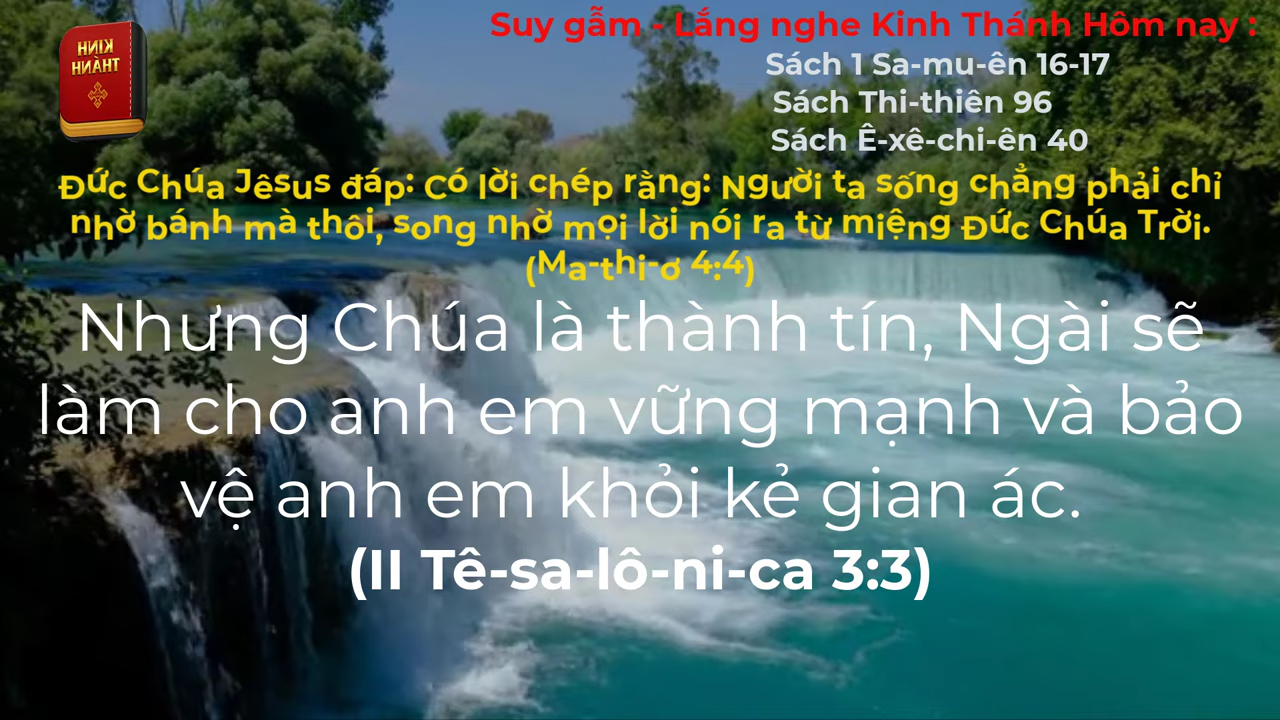 KINH
THÁNH
Suy gẫm - Lắng nghe Kinh Thánh Hôm nay :
Sách 1 Sa-mu-ên 16-17
Sách Thi-thiên 96
Sách Ê-xê-chi-ên 40
Đức Chúa Jêsus đáp: Có lời chép rằng: Người ta sống chẳng phải chỉ
nhờ bánh mà thôi, song nhờ mọi lời nói ra từ miệng Đức Chúa Trời.
(Ma-thi-ơ 4:4)
Nhưng Chúa là thành tín, Ngài sẽ
làm cho anh em vững mạnh và bảo
vệ anh em khỏi kẻ gian ác.
(II Tê-sa-lô-ni-ca 3:3)